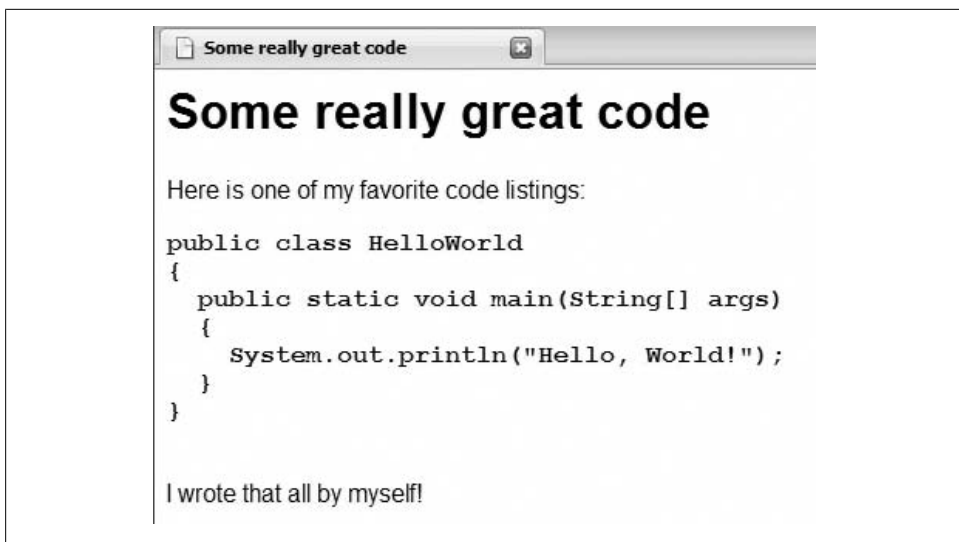 Some really great code
Some really great code
Here is one of my favorite code listings:
public class HelloWorld
{
  public static void main(String[] args)
  {
    System.out.println("Hello, World!");
  }
}
I wrote that all by myself!